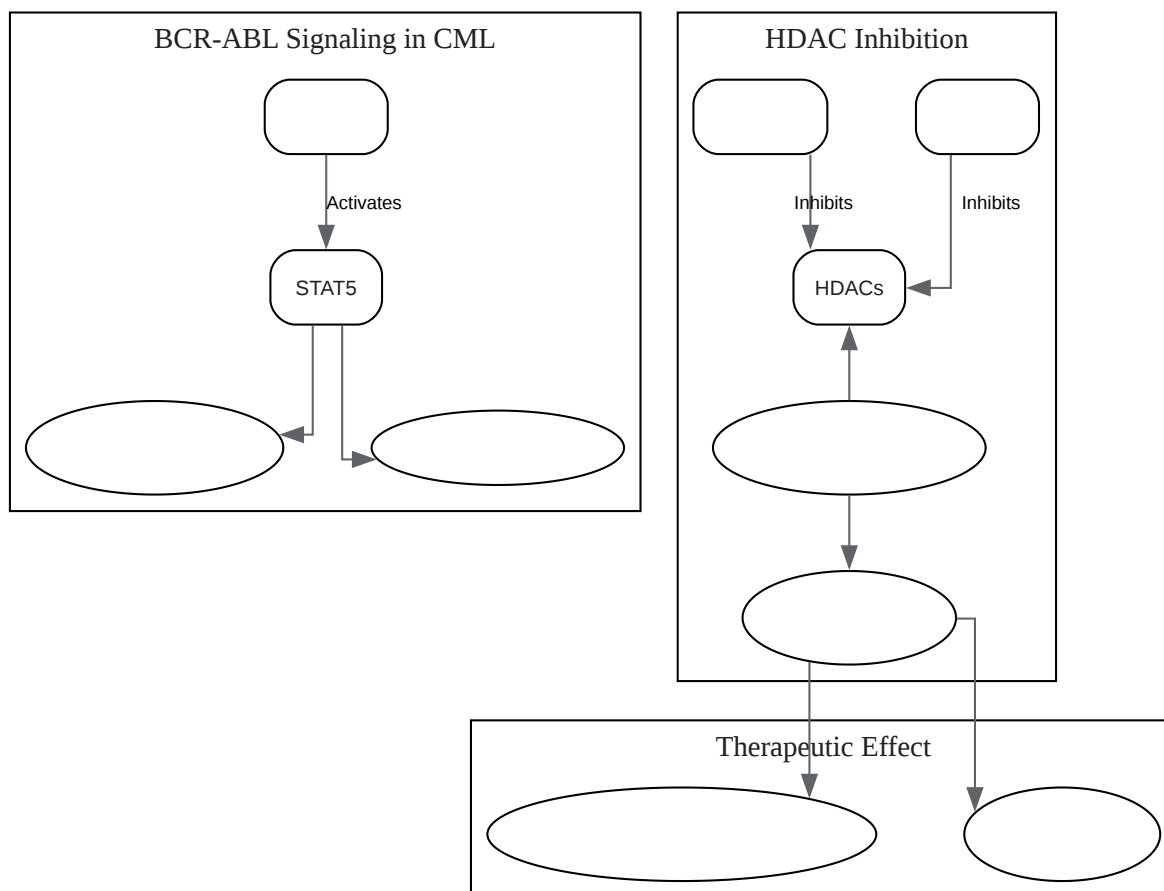 BCR-ABL Signaling in CML
HDAC Inhibition
Activates
Inhibits
Inhibits
STAT5
HDACs
Therapeutic Effect